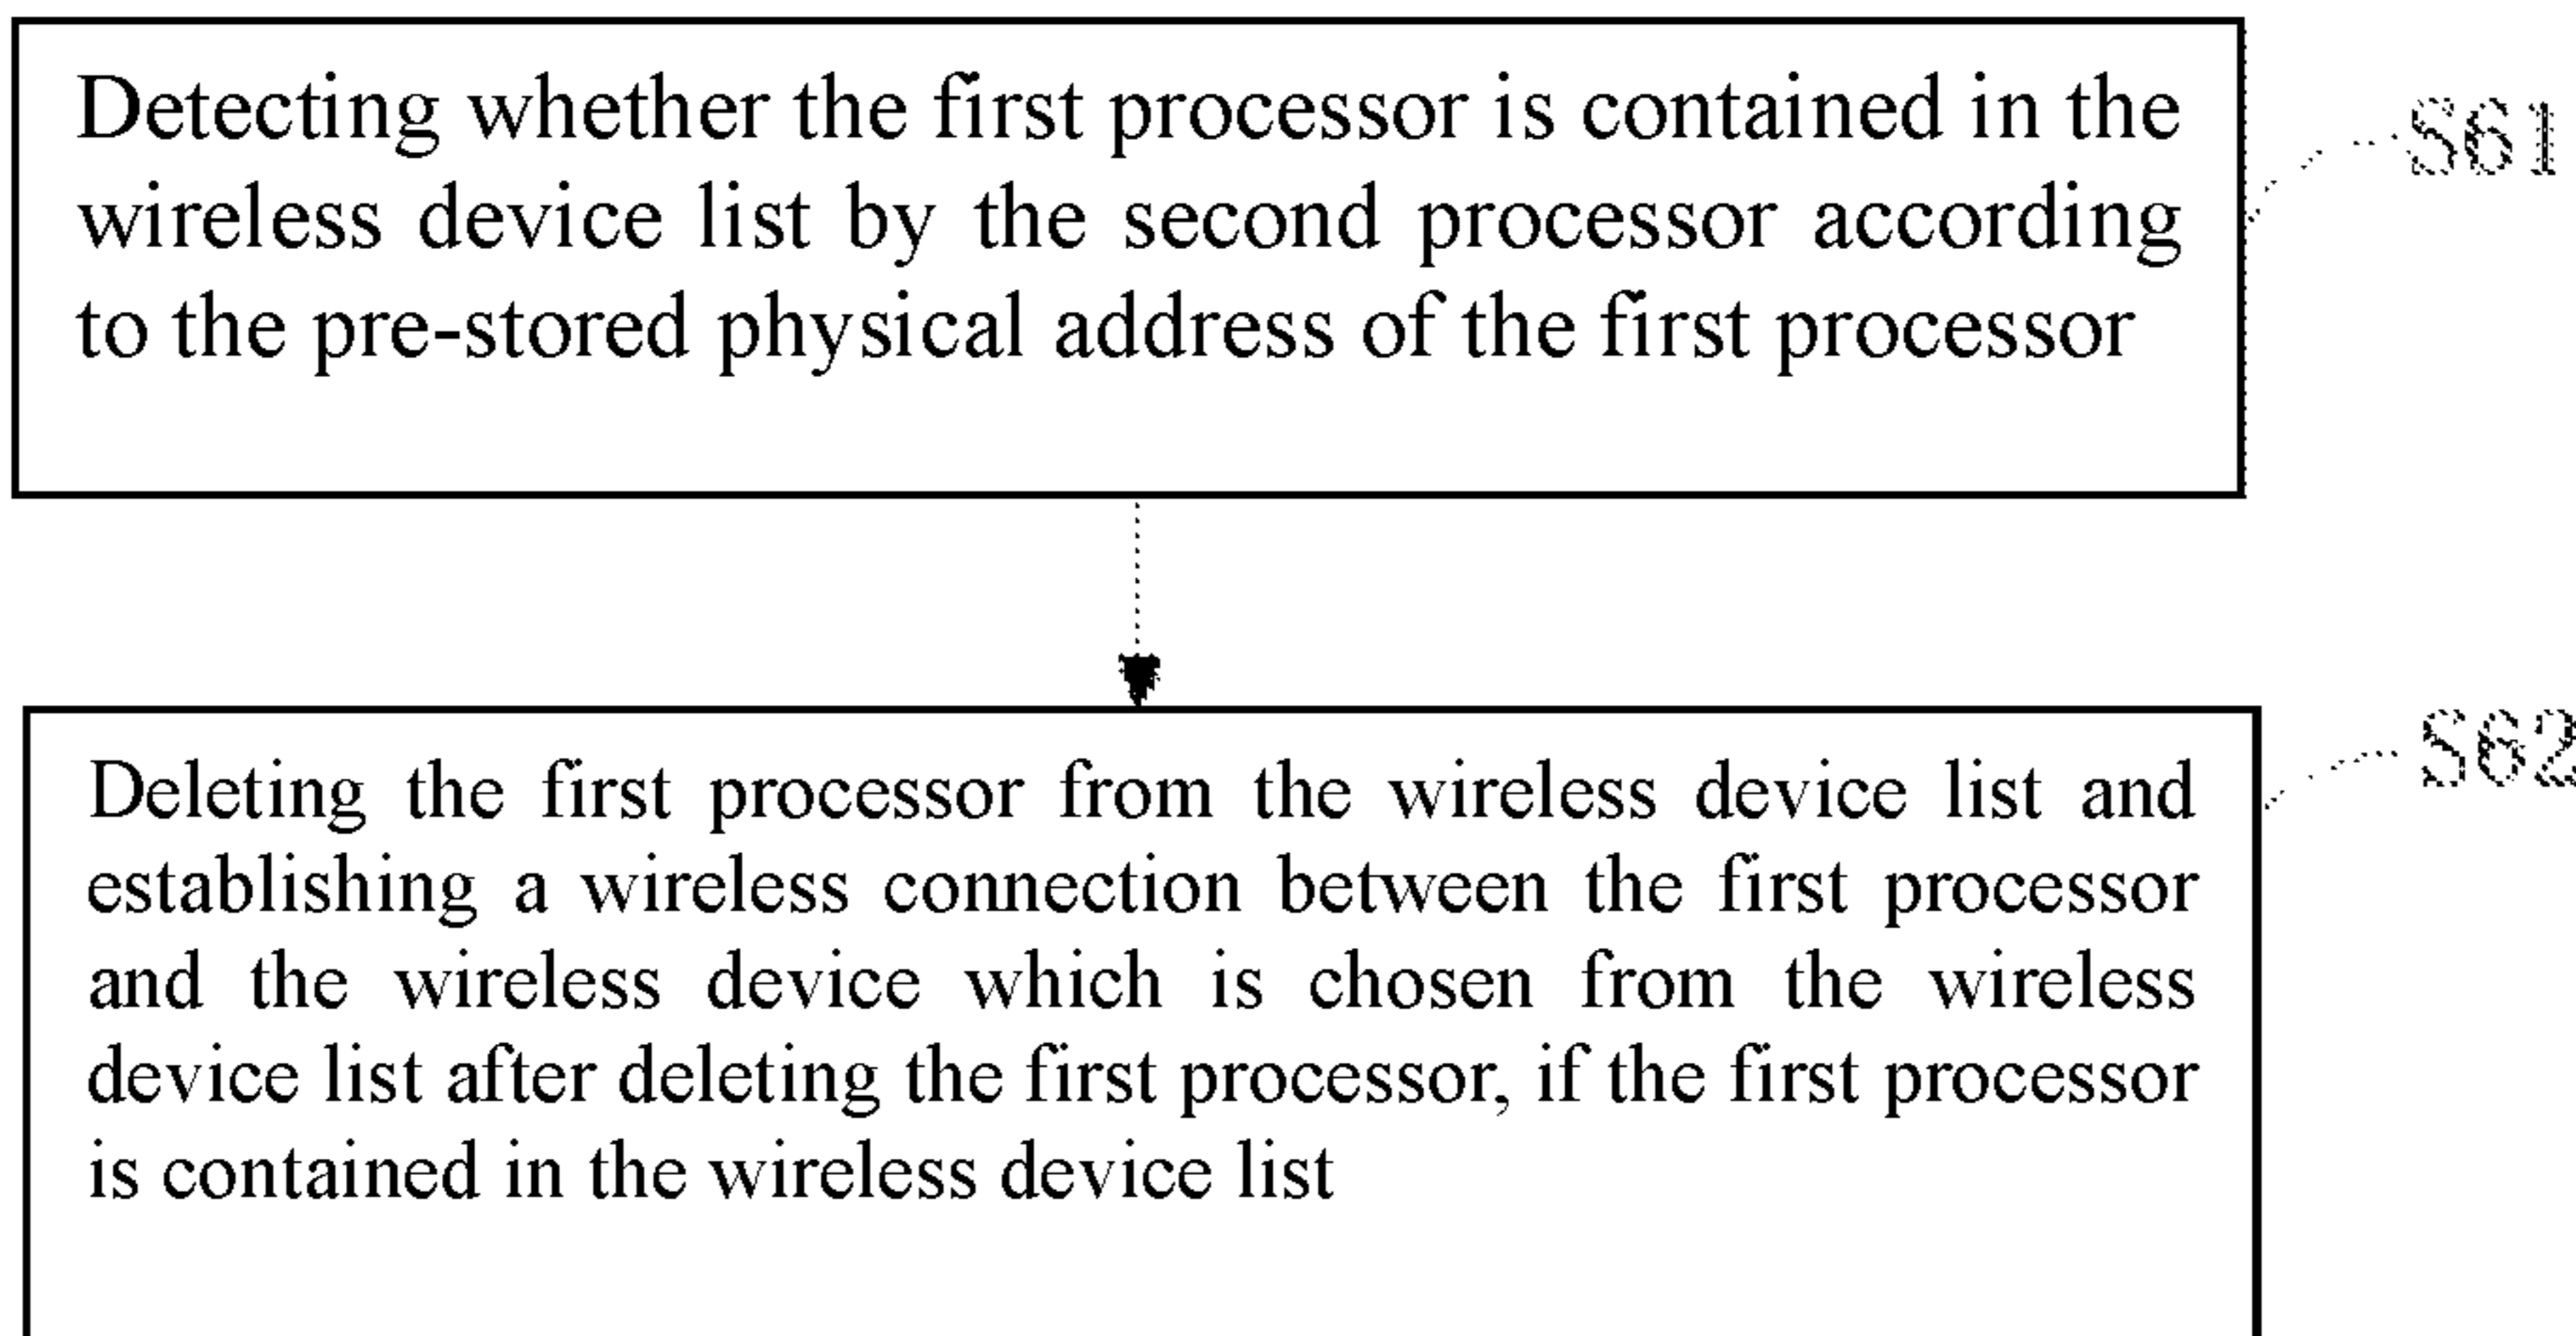 Detecting whether the first processor is contained in the
wireless device list by the second processor according
to the pre-stored physical address of the first processor
S61
Deleting the first processor from the wireless device list and
establishing a wireless connection between the first processor
and the wireless device which is chosen from the wireless
device list after deleting the first processor, if the first processor
is contained in the wireless device list
S62